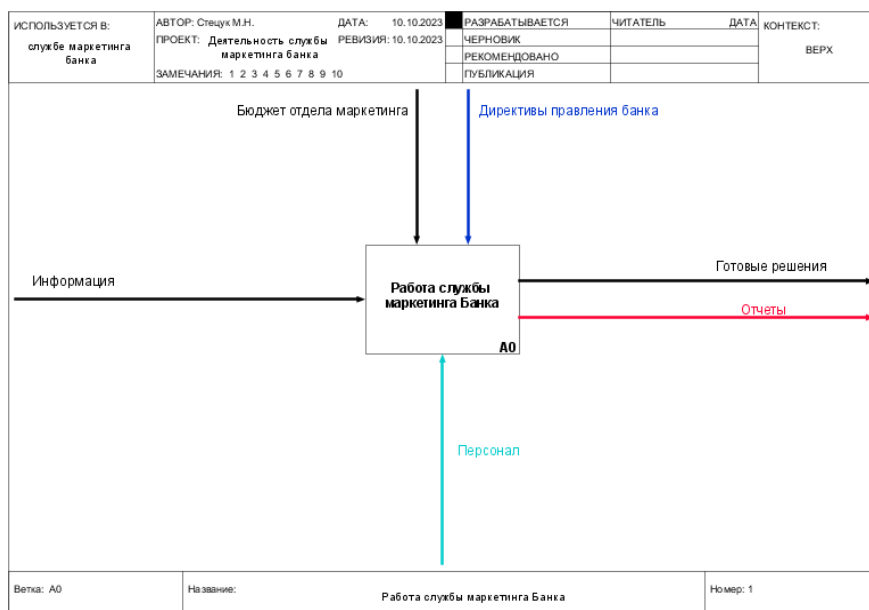 ИСПОЛЬЗУЕТСЯ В:
службе маркетинга
банка
АВТОР: Стецук М.Н.
ДАТА: 10.10.2023
ПРОЕКТ: Деятельность службы
маркетинга банка
РЕВИЗИЯ: 10.10.2023
ЗАМЕЧАНИЯ: 1 2 3 4 5 6 7 8 9 10
РАЗРАБАТЫВАЕТСЯ
ЧЕРНОВИК
РЕКОМЕНДОВАНО
ПУБЛИКАЦИЯ
ЧИТАТЕЛЬ ДАТА
КОНТЕКСТ:
ВЕРХ
Бюджет отдела маркетинга
Директивы правления банка
Информация
Работа службы
маркетинга Банка
A0
Готовые решения
Отчеты
Персонал
Ветка: A0
Название:
Работа службы маркетинга Банка
Номер: 1